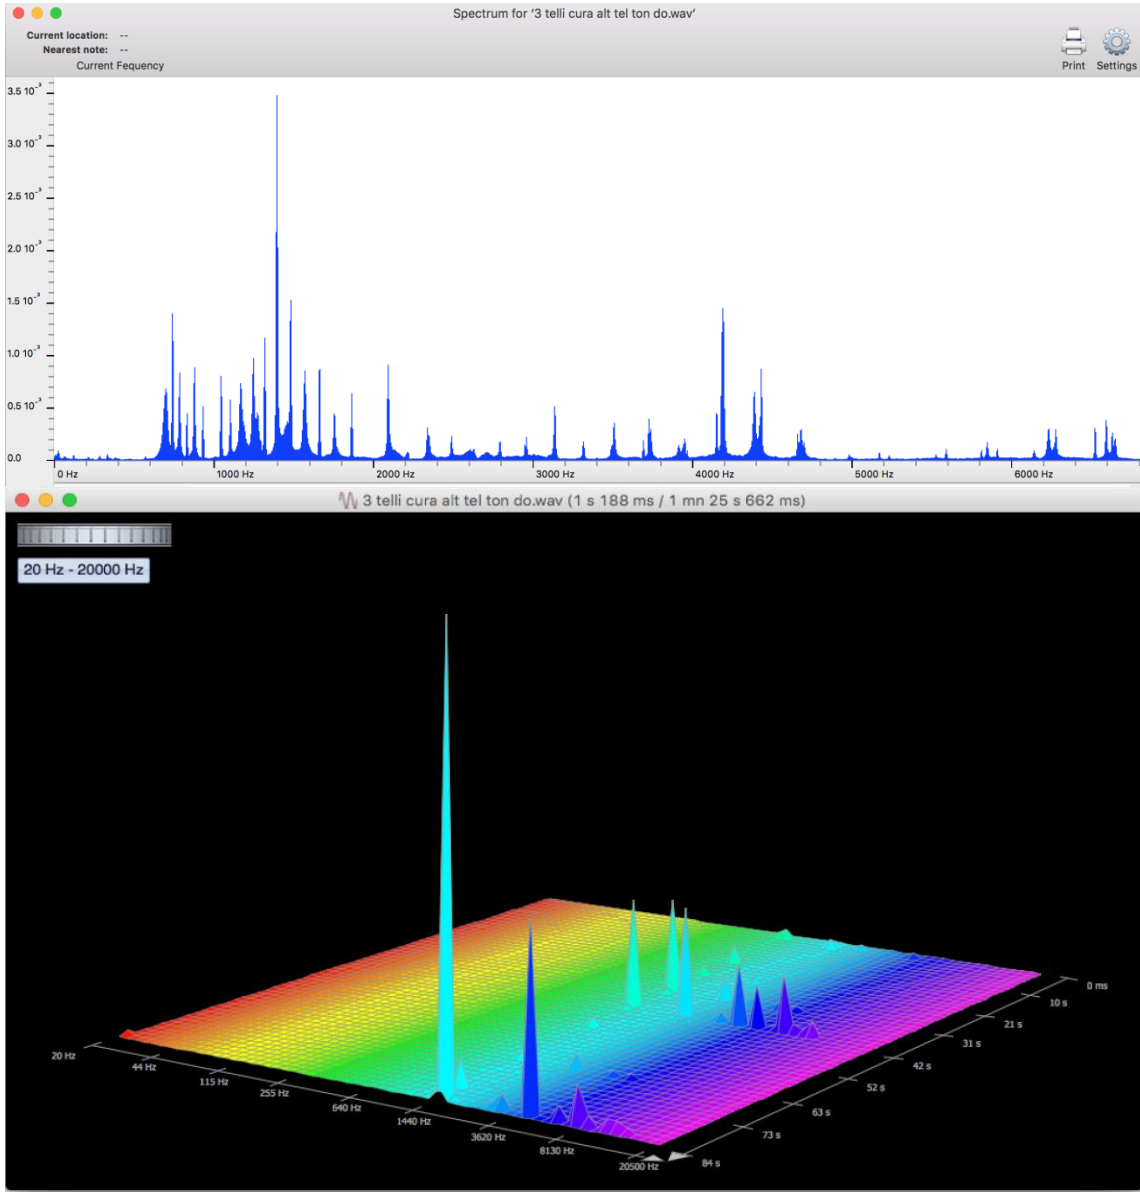 Spectrum for '3 telli cura alt tel ton do.wav'
Current location: --
Nearest note: --
Current Fequency
Print Settings
3.5 10⁻³
3.0 10⁻³
2.5 10⁻³
2.0 10⁻³
1.5 10⁻³
1.0 10⁻³
0.5 10⁻³
0.0
0 Hz 1000 Hz 2000 Hz 3000 Hz 4000 Hz 5000 Hz 6000 Hz
3 telli cura alt tel ton do.wav (1 s 188 ms / 1 mn 25 s 662 ms)
20 Hz - 20000 Hz
20 Hz 44 Hz 115 Hz 255 Hz 640 Hz 1440 Hz 3620 Hz 8130 Hz 20500 Hz
0 ms
10 s
21 s
31 s
42 s
52 s
63 s
73 s
84 s